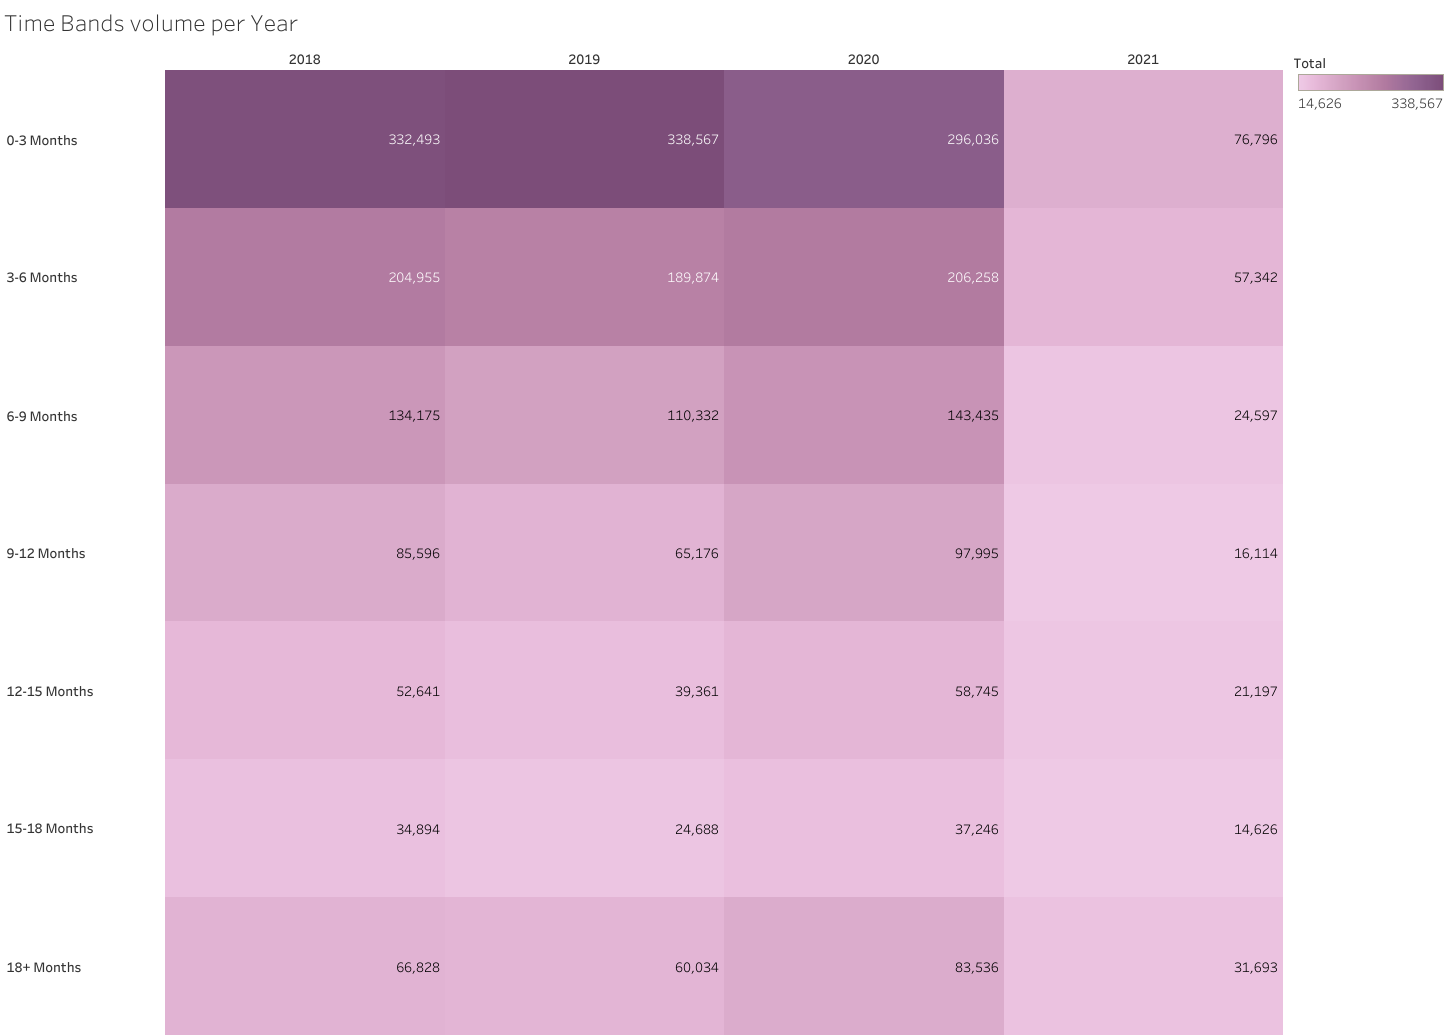 Time Bands volume per Year
2018 2019 2020 2021
Total
14,626 338,567
0-3 Months 332,493 338,567 296,036 76,796
3-6 Months 204,955 189,874 206,258 57,342
6-9 Months 134,175 110,332 143,435 24,597
9-12 Months 85,596 65,176 97,995 16,114
12-15 Months 52,641 39,361 58,745 21,197
15-18 Months 34,894 24,688 37,246 14,626
18+ Months 66,828 60,034 83,536 31,693